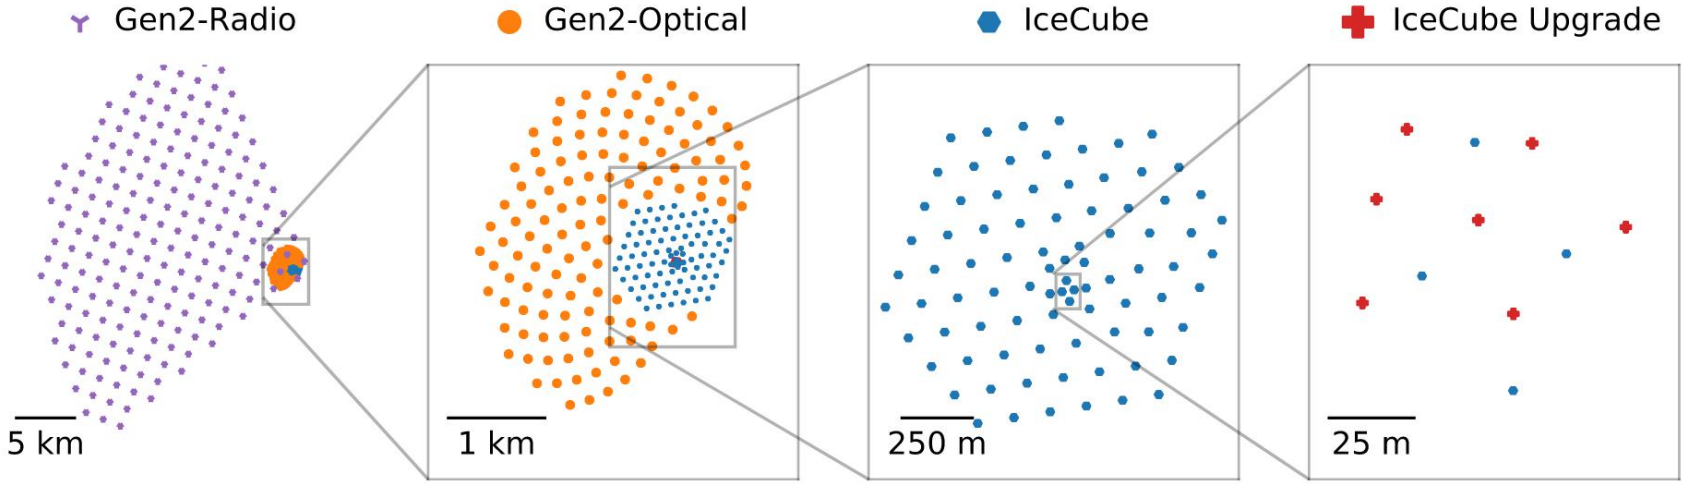 Gen2-Radio
Gen2-Optical
IceCube
IceCube Upgrade
5 km
1 km
250 m
25 m